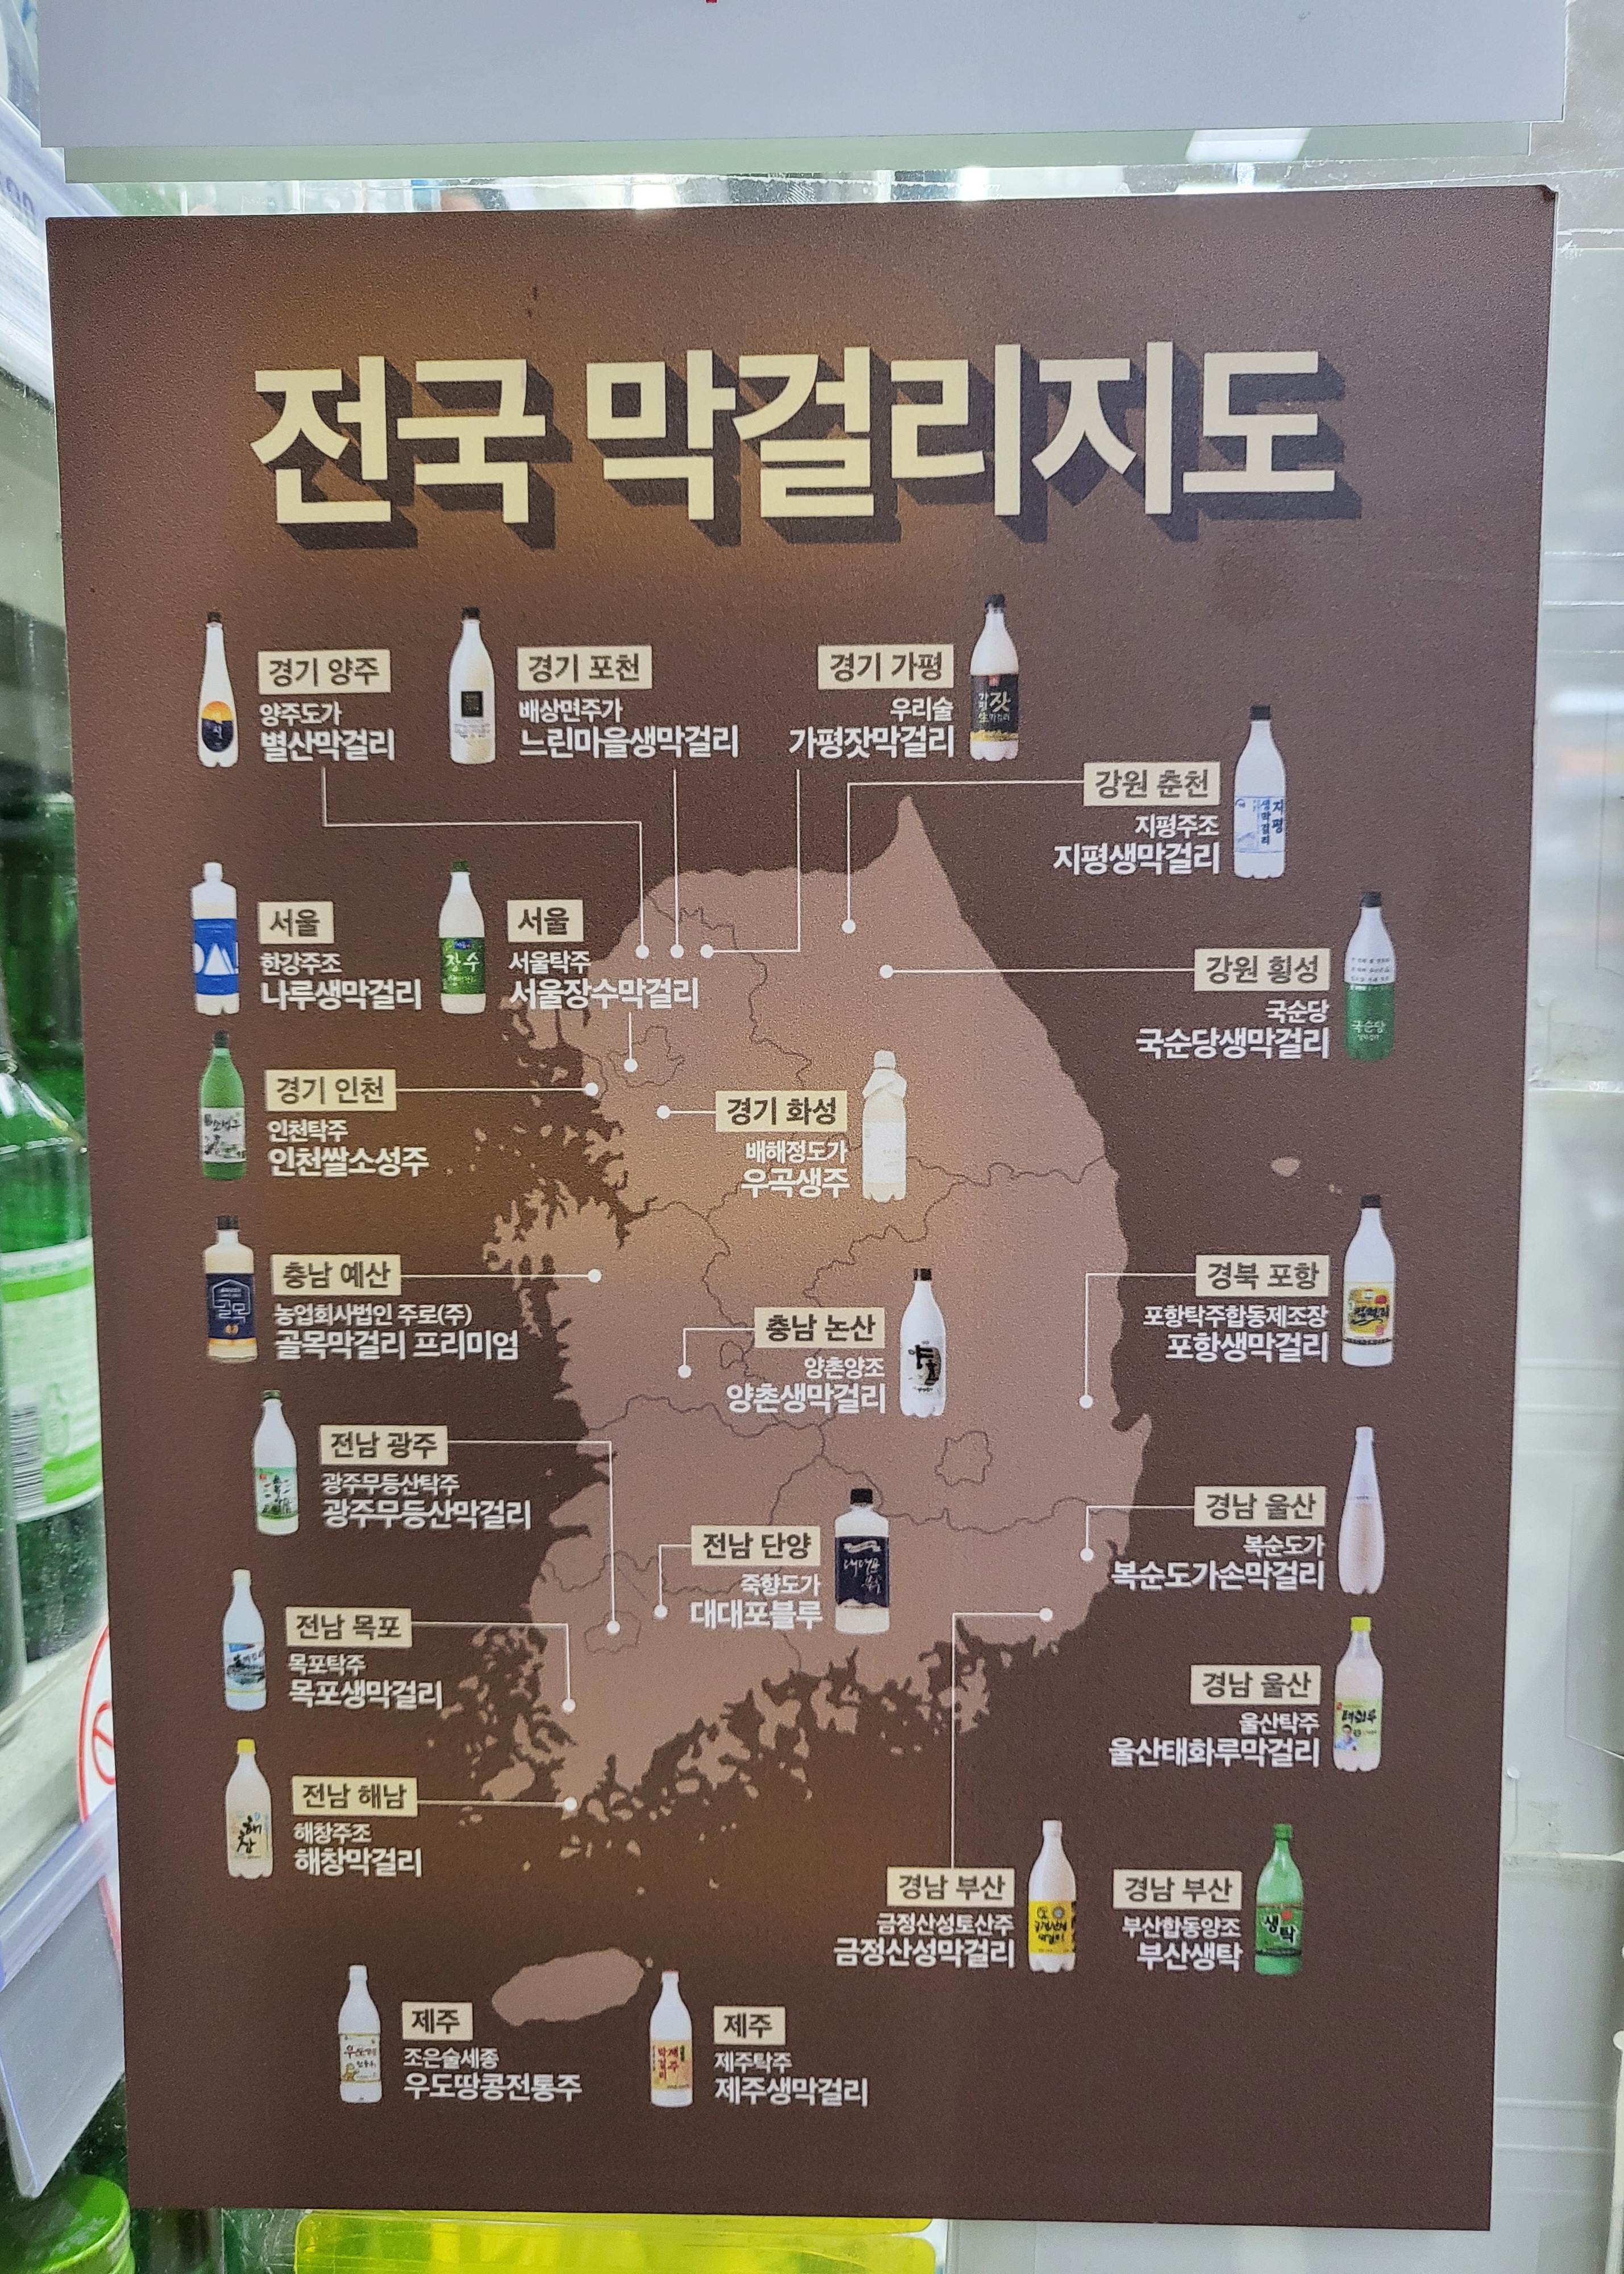 전국 막걸리지도
경기 양주
양주도가
별산막걸리
경기 포천
배상면주가
느린마을생막걸리
경기 가평
우리술
가평잣막걸리
강원 춘천
지평주조
지평생막걸리
서울
한강주조
나루생막걸리
서울
서울탁주
서울장수막걸리
장수
강원 횡성
국순당
국순당생막걸리
국순당
경기 인천
인천탁주
인천쌀소성주
경기 화성
배해정도가
우곡생주
충남 예산
농업회사법인 주로(주)
골목막걸리 프리미엄
충남 논산
양촌양조
양촌생막걸리
경북 포항
포항탁주합동제조장
포항생막걸리
전남 광주
광주무등산탁주
광주무등산막걸리
전남 단양
죽향도가
대대포블루
경남 울산
복순도가
복순도가손막걸리
전남 목포
목포탁주
목포생막걸리
경남 울산
울산탁주
울산태화루막걸리
태화루
전남 해남
해창주조
해창막걸리
해창
경남 부산
금정산성토산주
금정산성막걸리
경남 부산
부산합동양조
부산생탁
생탁
제주
조은술세종
우도땅콩전통주
제주
제주탁주
제주생막걸리